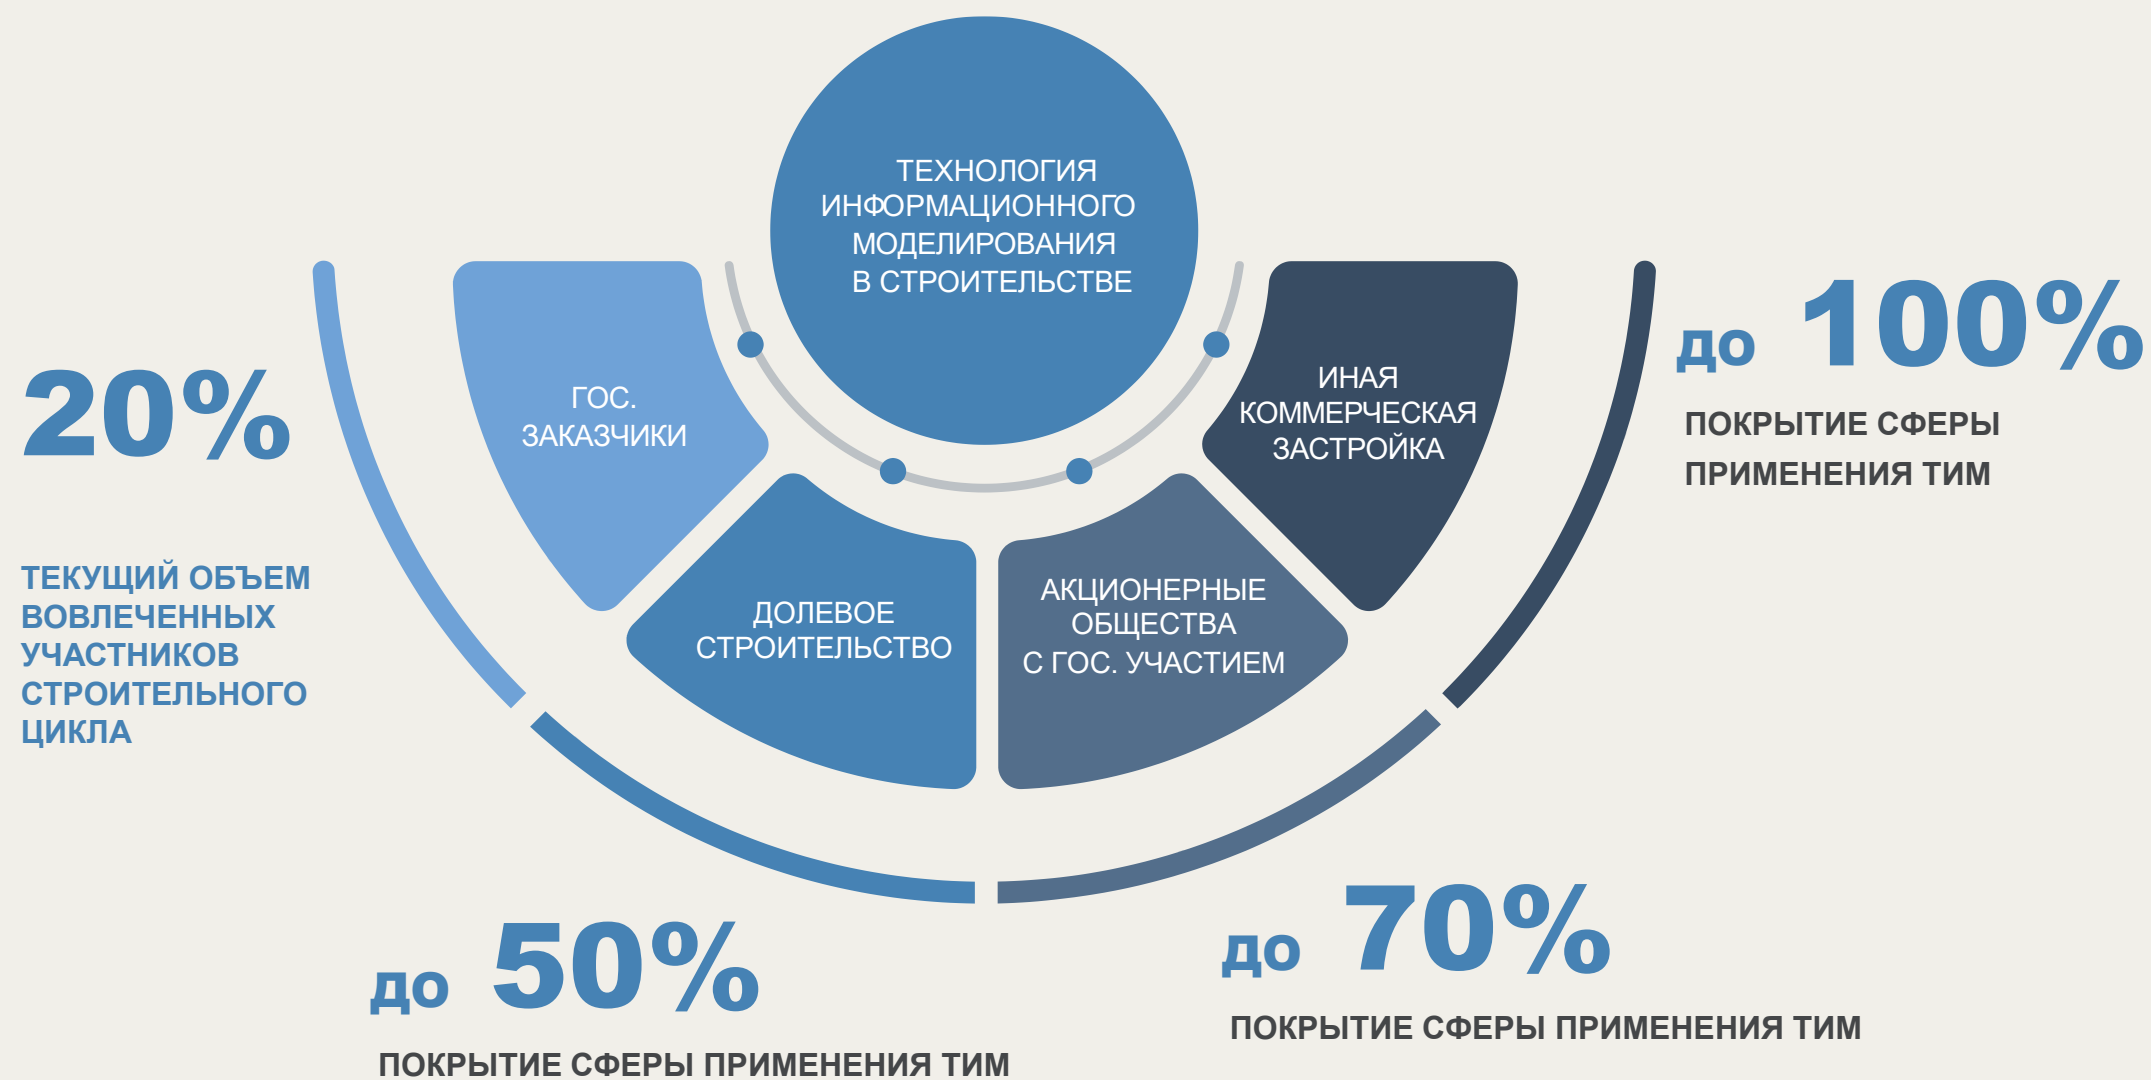 ТЕХНОЛОГИЯ
ИНФОРМАЦИОННОГО
МОДЕЛИРОВАНИЯ
В СТРОИТЕЛЬСТВЕ
20%
ТЕКУЩИЙ ОБЪЕМ
ВОВЛЕЧЕННЫХ
УЧАСТНИКОВ
СТРОИТЕЛЬНОГО
ЦИКЛА
ГОС.
ЗАКАЗЧИКИ
ДОЛЕВОЕ
СТРОИТЕЛЬСТВО
АКЦИОНЕРНЫЕ
ОБЩЕСТВА
С ГОС. УЧАСТИЕМ
ИНАЯ
КОММЕРЧЕСКАЯ
ЗАСТРОЙКА
до 100%
ПОКРЫТИЕ СФЕРЫ
ПРИМЕНЕНИЯ ТИМ
до 50%
ПОКРЫТИЕ СФЕРЫ ПРИМЕНЕНИЯ ТИМ
до 70%
ПОКРЫТИЕ СФЕРЫ ПРИМЕНЕНИЯ ТИМ